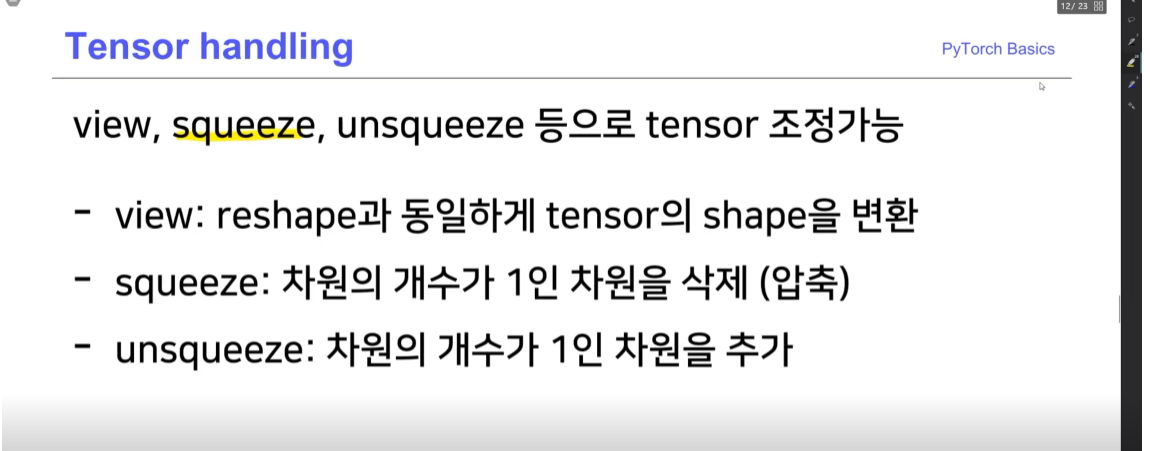 12/ 23
Tensor handling
PyTorch Basics
view, squeeze, unsqueeze 등으로 tensor 조정가능
- view: reshape과 동일하게 tensor의 shape을 변환
- squeeze: 차원의 개수가 1인 차원을 삭제 (압축)
- unsqueeze: 차원의 개수가 1인 차원을 추가